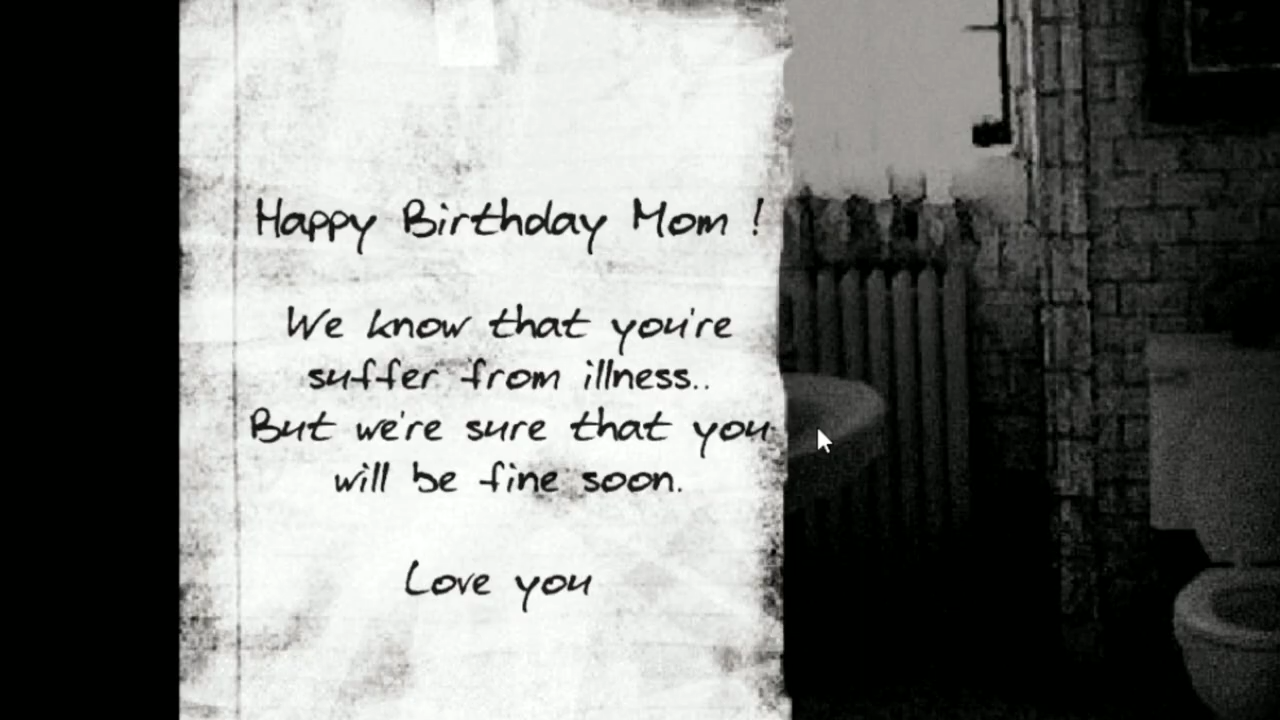 Happy Birthday Mom !
We know that you're
suffer from illness..
But we're sure that you
will be fine soon.
Love you